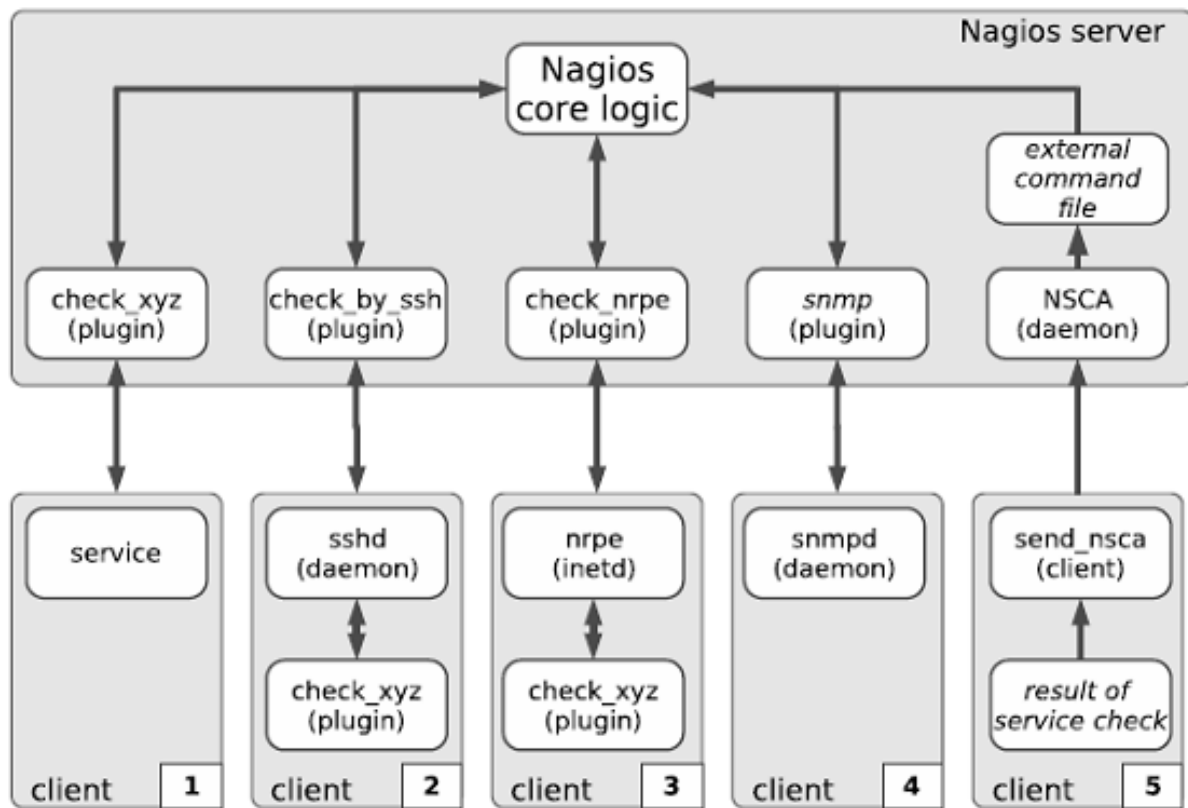 Nagios server
Nagios
core logic
external
command
file
check_xyz
(plugin)
check_by_ssh
(plugin)
check_nrpe
(plugin)
snmp
(plugin)
NSCA
(daemon)
service
client
1
sshd
(daemon)
check_xyz
(plugin)
client
2
nrpe
(inetd)
check_xyz
(plugin)
client
3
snmpd
(daemon)
client
4
send_nsca
(client)
result of
service check
client
5